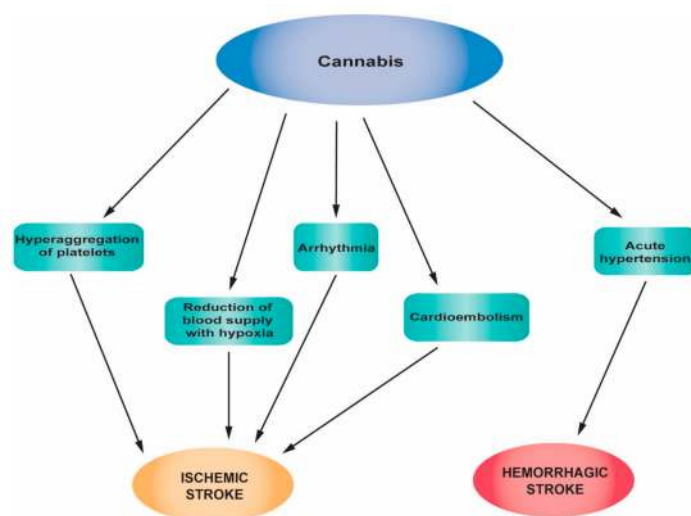 Cannabis
Hyperaggregation
of platelets
Arrhythmia
Acute
hypertension
Reduction of
blood supply
with hypoxia
Cardioembolism
ISCHEMIC
STROKE
HEMORRHAGIC
STROKE